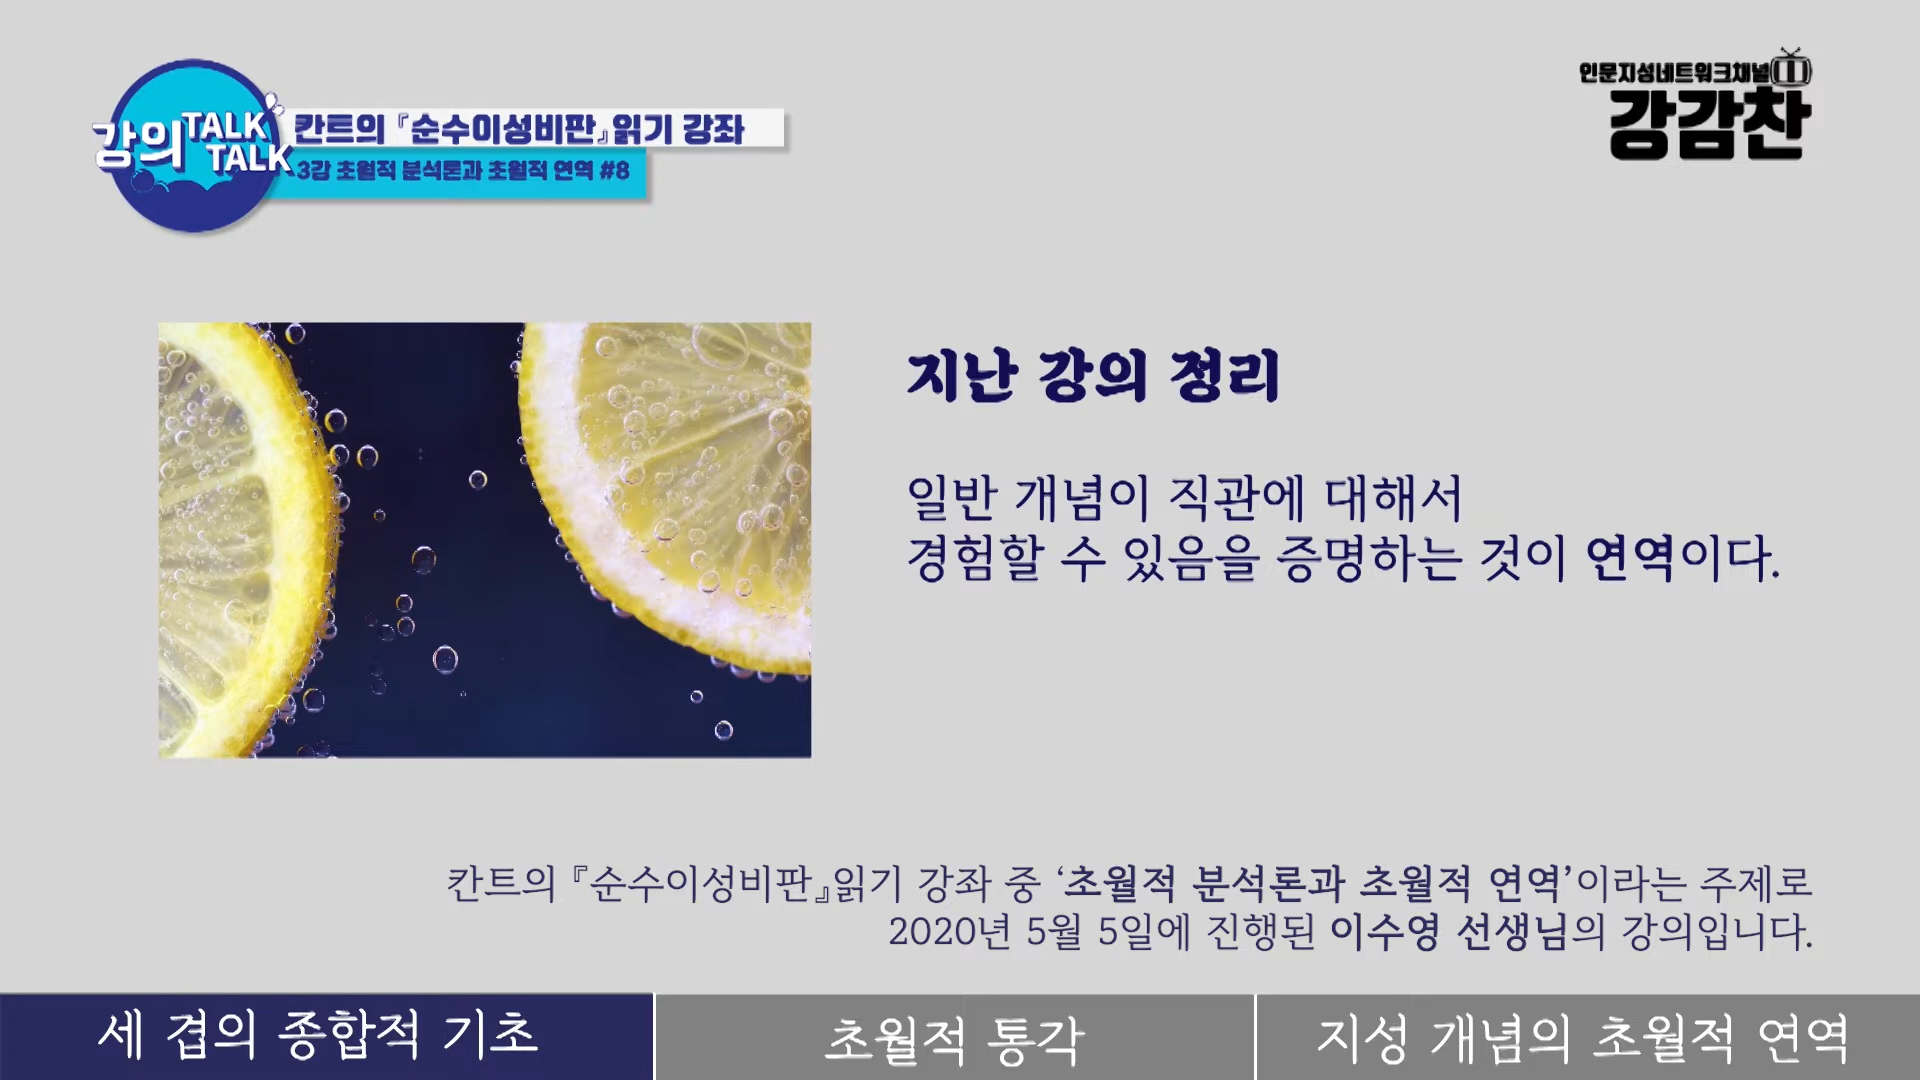 강의 TALK TALK
칸트의 『순수이성비판』읽기 강좌
3강 초월적 분석론과 초월적 연역 #8
인문지성네트워크채널
강감찬
지난 강의 정리
일반 개념이 직관에 대해서
경험할 수 있음을 증명하는 것이 연역이다.
칸트의 『순수이성비판』읽기 강좌 중 ‘초월적 분석론과 초월적 연역’이라는 주제로
2020년 5월 5일에 진행된 이수영 선생님의 강의입니다.
세 겹의 종합적 기초
초월적 통각
지성 개념의 초월적 연역